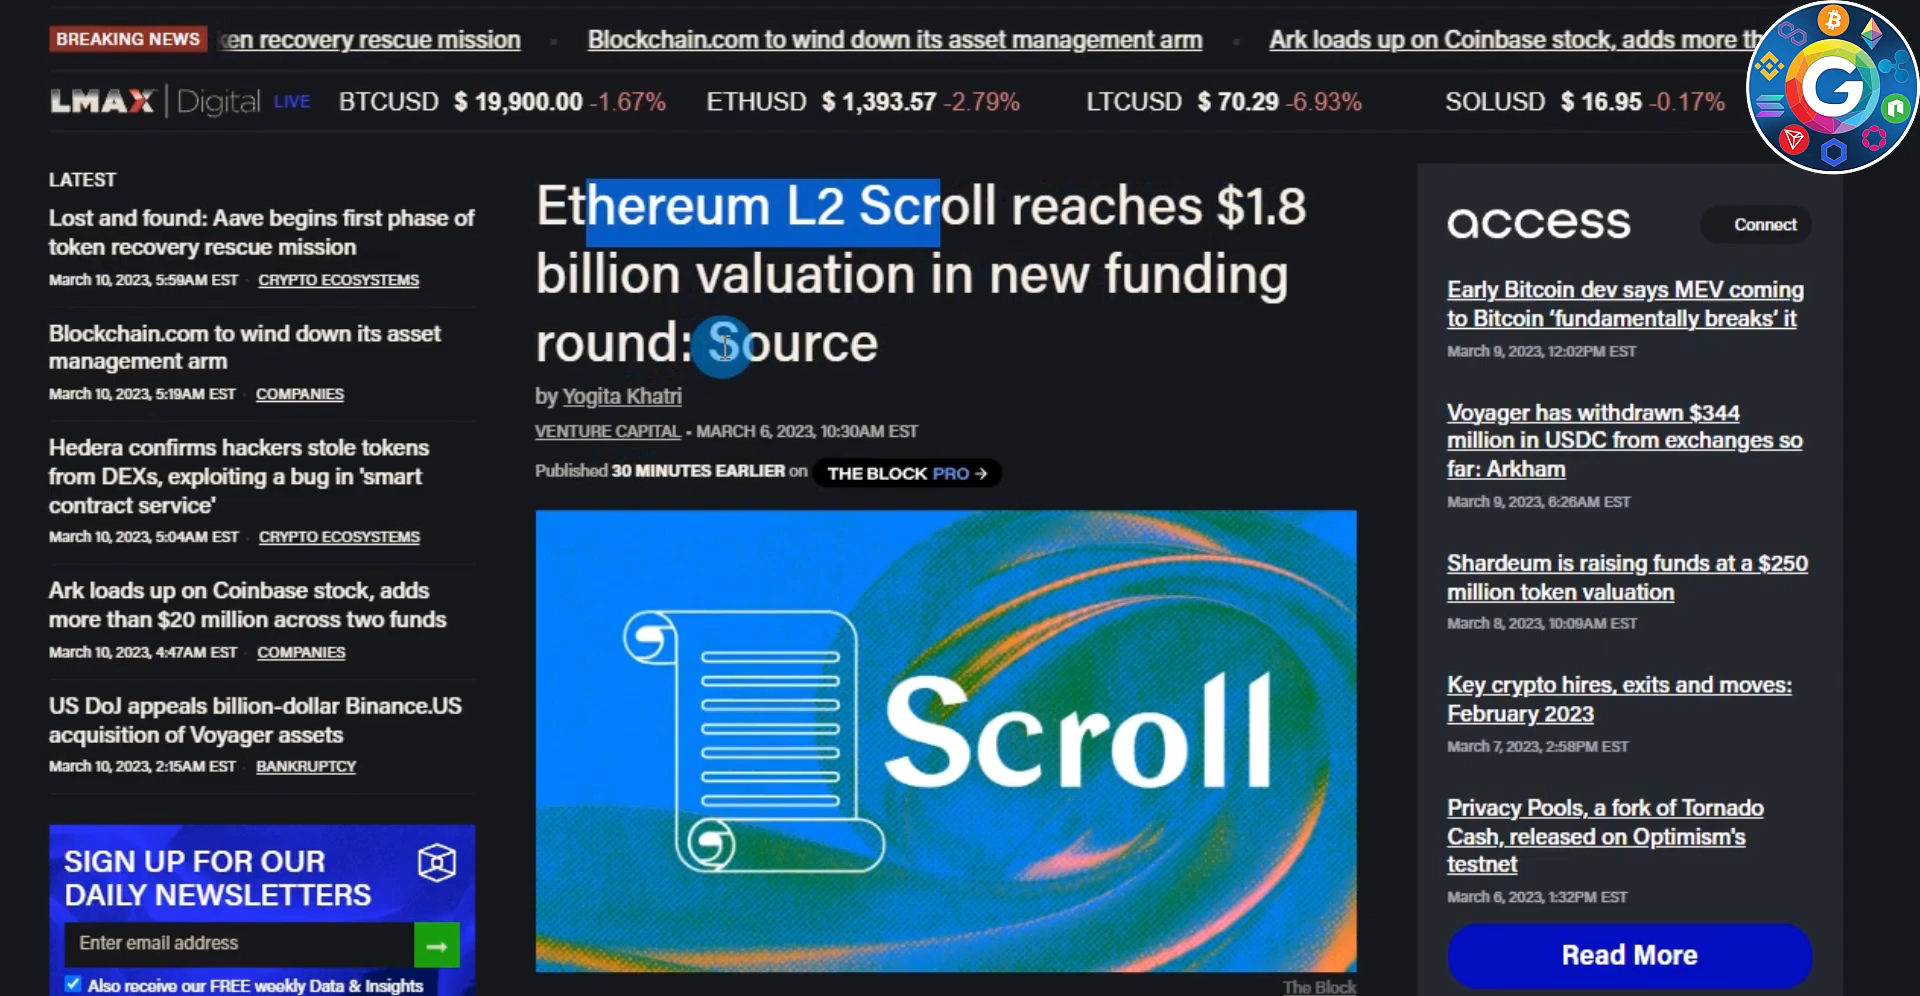 BREAKING NEWS en recovery rescue mission Blockchain.com to wind down its asset management arm Ark loads up on Coinbase stock, adds more
LMAX Digital LIVE BTCUSD $ 19,900.00 -1.67% ETHUSD $ 1,393.57 -2.79% LTCUSD $ 70.29 -6.93% SOLUSD $ 16.95 -0.17%
G
LATEST
Lost and found: Aave begins first phase of
token recovery rescue mission
March 10, 2023, 5:59AM EST · CRYPTO ECOSYSTEMS
Blockchain.com to wind down its asset
management arm
March 10, 2023, 5:19AM EST · COMPANIES
Hedera confirms hackers stole tokens
from DEXs, exploiting a bug in 'smart
contract service'
March 10, 2023, 5:04AM EST · CRYPTO ECOSYSTEMS
Ark loads up on Coinbase stock, adds
more than $20 million across two funds
March 10, 2023, 4:47AM EST · COMPANIES
US DoJ appeals billion-dollar Binance.US
acquisition of Voyager assets
March 10, 2023, 2:15AM EST · BANKRUPTCY
SIGN UP FOR OUR
DAILY NEWSLETTERS
Enter email address
→
Also receive our FREE weekly Data & Insights
Ethereum L2 Scroll reaches $1.8
billion valuation in new funding
round: Source
by Yogita Khatri
VENTURE CAPITAL • MARCH 6, 2023, 10:30AM EST
Published 30 MINUTES EARLIER on THE BLOCK PRO →
Scroll
The Block
access
Connect
Early Bitcoin dev says MEV coming
to Bitcoin ‘fundamentally breaks’ it
March 9, 2023, 12:02PM EST
Voyager has withdrawn $344
million in USDC from exchanges so
far: Arkham
March 9, 2023, 6:26AM EST
Shardeum is raising funds at a $250
million token valuation
March 8, 2023, 10:09AM EST
Key crypto hires, exits and moves:
February 2023
March 7, 2023, 2:58PM EST
Privacy Pools, a fork of Tornado
Cash, released on Optimism's
testnet
March 6, 2023, 1:32PM EST
Read More